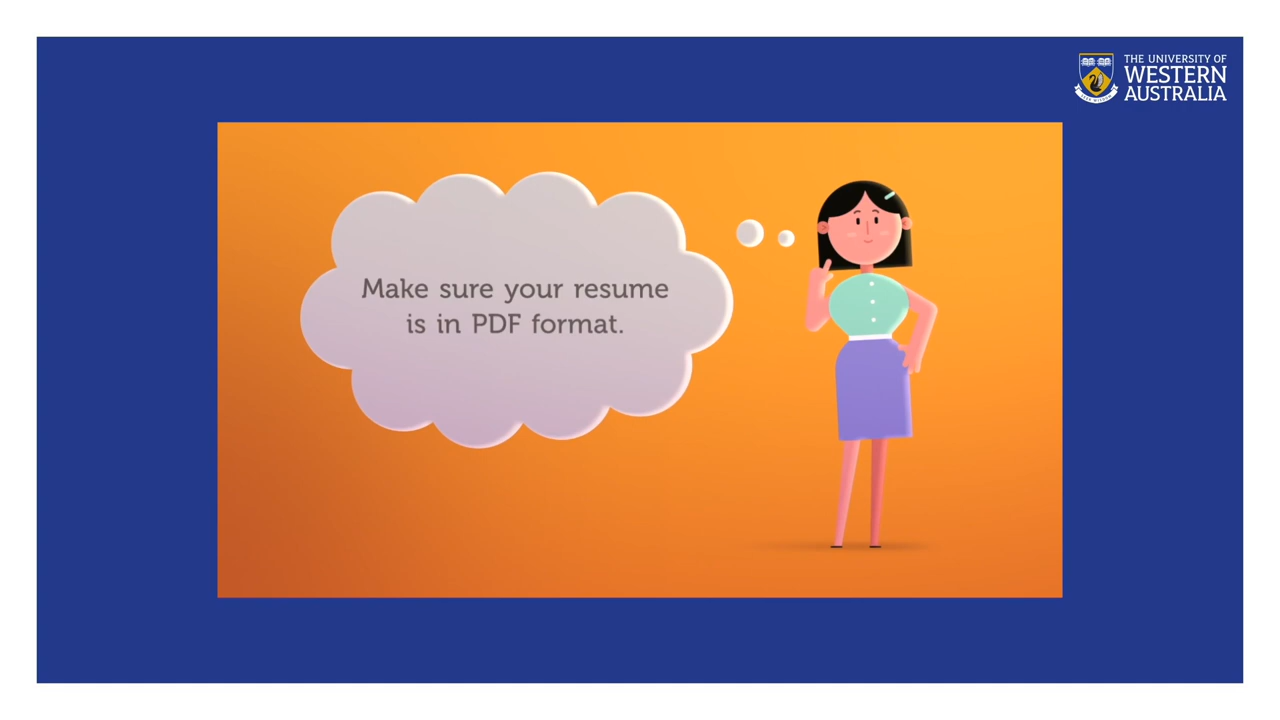 THE UNIVERSITY OF
WESTERN
AUSTRALIA
Make sure your resume
is in PDF format.